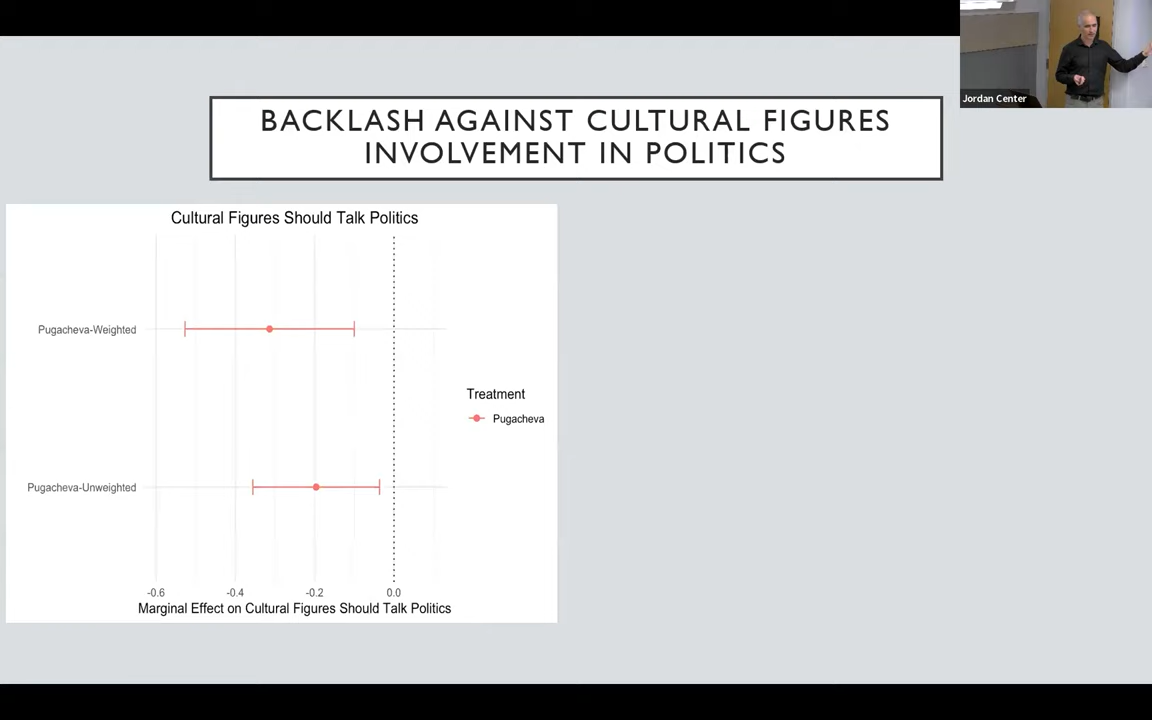 Jordan Center
BACKLASH AGAINST CULTURAL FIGURES
INVOLVEMENT IN POLITICS
Cultural Figures Should Talk Politics
Pugacheva-Weighted
Treatment
Pugacheva
Pugacheva-Unweighted
-0.6 -0.4 -0.2 0.0
Marginal Effect on Cultural Figures Should Talk Politics